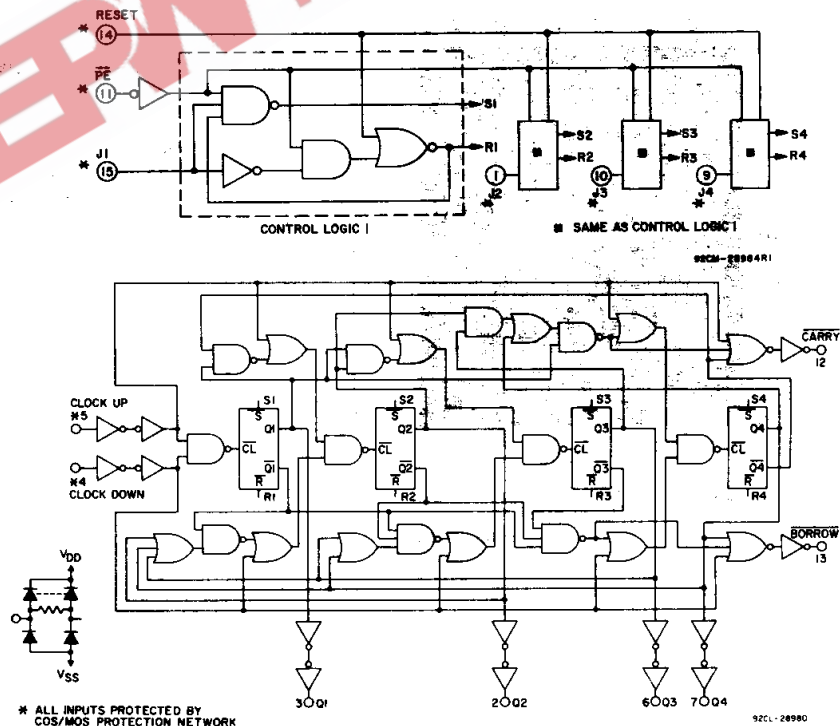 RESET
* 14
PE
* 11
J1
* 15
S1
R1
CONTROL LOGIC I
S2
R2
1
J2
*
S3
R3
10
J3
*
S4
R4
9
J4
*
SAME AS CONTROL LOGIC I
92CM-28984R1
CARRY
12
CLOCK UP
*5
*4
CLOCK DOWN
S1
S
Q1
CL
Q1
R
R1
S2
S
Q2
CL
Q2
R
R2
S3
S
Q3
CL
Q3
R
R3
S4
S
Q4
CL
Q4
R
R4
BORROW
13
VDD
VSS
3 Q1
2 Q2
6 Q3
7 Q4
* ALL INPUTS PROTECTED BY
COS/MOS PROTECTION NETWORK
92CL-28980